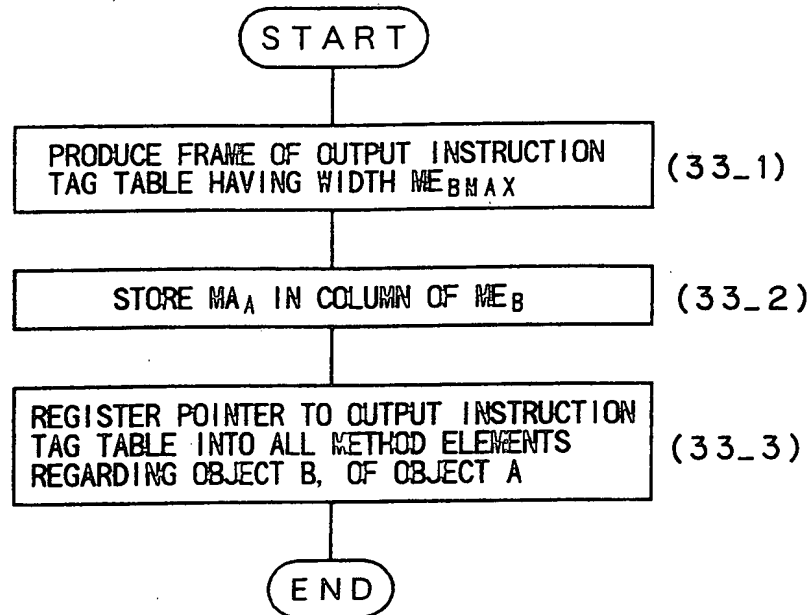 START
PRODUCE FRAME OF OUTPUT INSTRUCTION
TAG TABLE HAVING WIDTH ME_BMAX
(33_1)
STORE MA_A IN COLUMN OF ME_B
(33_2)
REGISTER POINTER TO OUTPUT INSTRUCTION
TAG TABLE INTO ALL METHOD ELEMENTS
REGARDING OBJECT B, OF OBJECT A
(33_3)
END